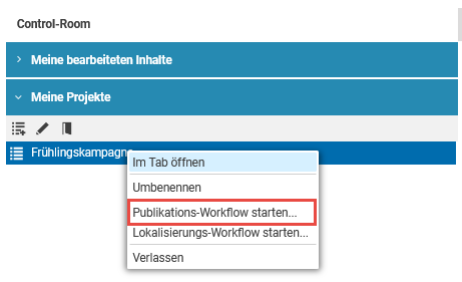 Control-Room
Meine bearbeiteten Inhalte
Meine Projekte
Frühlingskampagne
Im Tab öffnen
Umbenennen
Publikations-Workflow starten...
Lokalisierungs-Workflow starten...
Verlassen